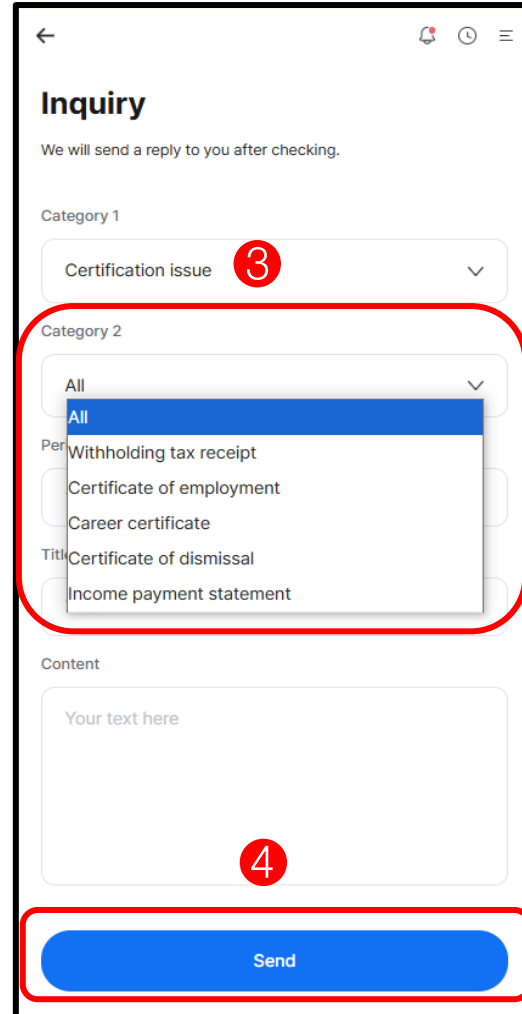 Inquiry
We will send a reply to you after checking.
Category 1
Certification issue
3
Category 2
All
All
Per
Withholding tax receipt
Certificate of employment
Career certificate
Titl
Certificate of dismissal
Income payment statement
Content
Your text here
4
Send